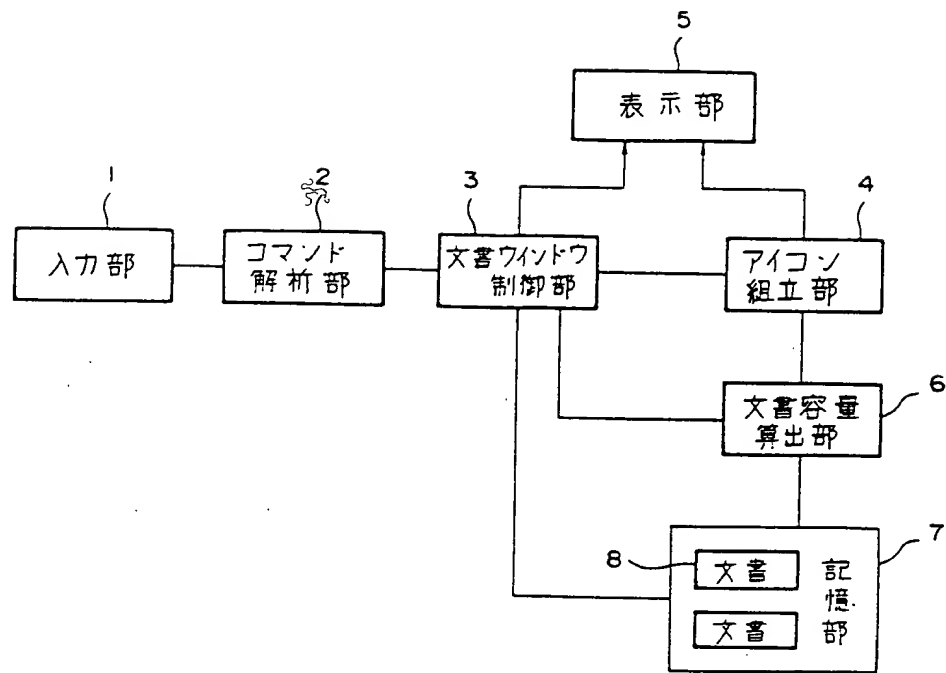 5
表示部
1
2
3
4
入力部
コマンド
解析部
文書ウインドウ
制御部
アイコン
組立部
6
文書容量
算出部
7
8
文書
文書
記憶部